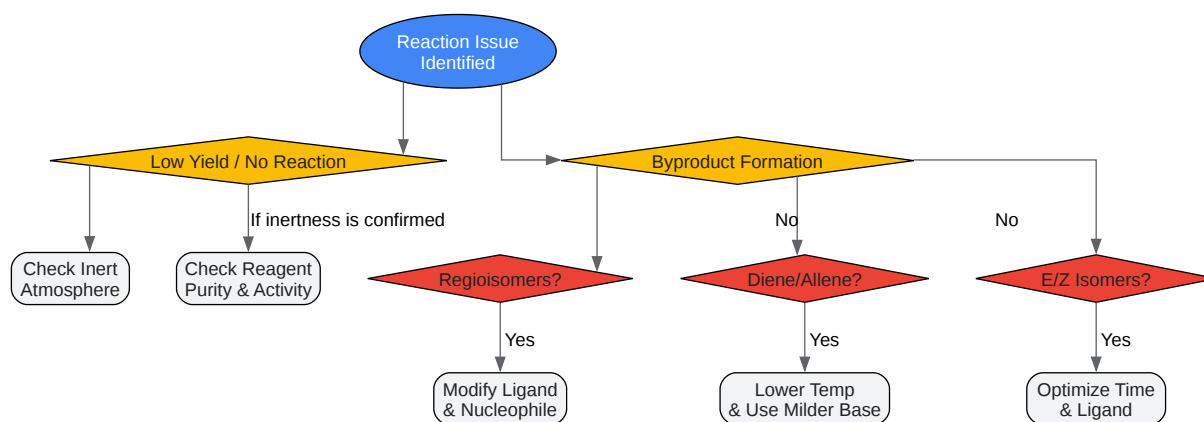 Reaction Issue
Identified
Low Yield / No Reaction
Byproduct Formation
If inertness is confirmed
No
No
Check Inert
Atmosphere
Check Reagent
Purity & Activity
Regioisomers?
Diene/Allene?
E/Z Isomers?
Yes
Yes
Yes
Modify Ligand
& Nucleophile
Lower Temp
& Use Milder Base
Optimize Time
& Ligand